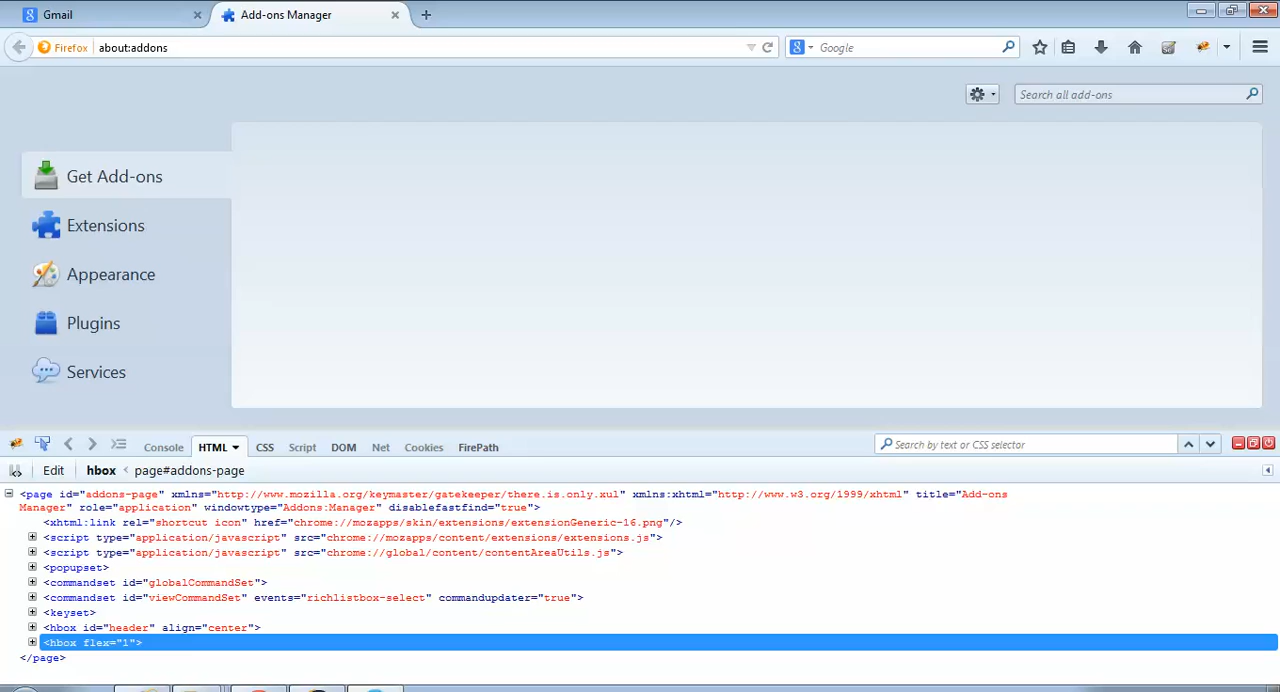 Gmail
Add-ons Manager
Firefox about:addons
Google
Search all add-ons
Get Add-ons
Extensions
Appearance
Plugins
Services
Console HTML CSS Script DOM Net Cookies FirePath
Search by text or CSS selector
Edit hbox page#addons-page
<page id="addons-page" xmlns="http://www.mozilla.org/keymaster/gatekeeper/there.is.only.xul" xmlns:xhtml="http://www.w3.org/1999/xhtml" title="Add-ons
Manager" role="application" windowtype="Addons:Manager" disablefastfind="true">
<xhtml:link rel="shortcut icon" href="chrome://mozapps/skin/extensions/extensionGeneric-16.png"/>
<script type="application/javascript" src="chrome://mozapps/content/extensions/extensions.js">
<script type="application/javascript" src="chrome://global/content/contentAreaUtils.js">
<popupset>
<commandset id="globalCommandSet">
<commandset id="viewCommandSet" events="richlistbox-select" commandupdater="true">
<keyset>
<hbox id="header" align="center">
<hbox flex="1">
</page>